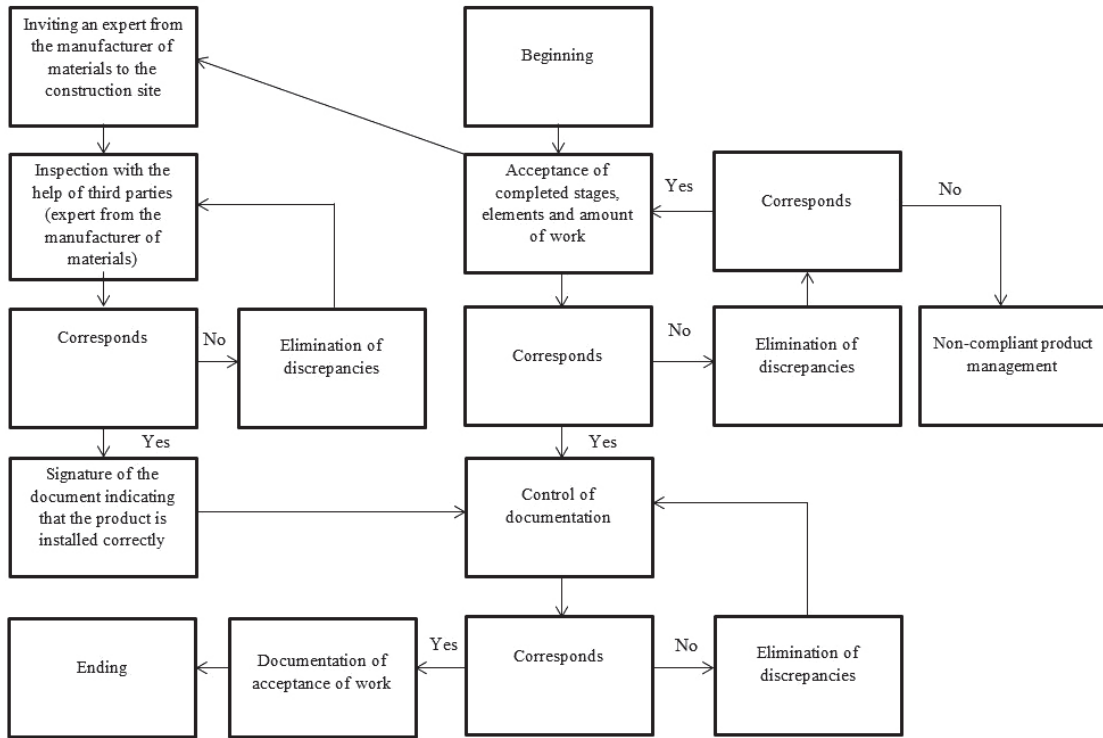 Inviting an expert from
the manufacturer of
materials to the
construction site
Beginning
Inspection with the
help of third parties
(expert from the
manufacturer of
materials)
Acceptance of
completed stages,
elements and amount
of work
Yes
Corresponds
No
Corresponds
No
Elimination of
discrepancies
Corresponds
No
Elimination of
discrepancies
Non-compliant product
management
Yes
Yes
Signature of the
document indicating
that the product is
installed correctly
Control of
documentation
Ending
Documentation of
acceptance of work
Yes
Corresponds
No
Elimination of
discrepancies